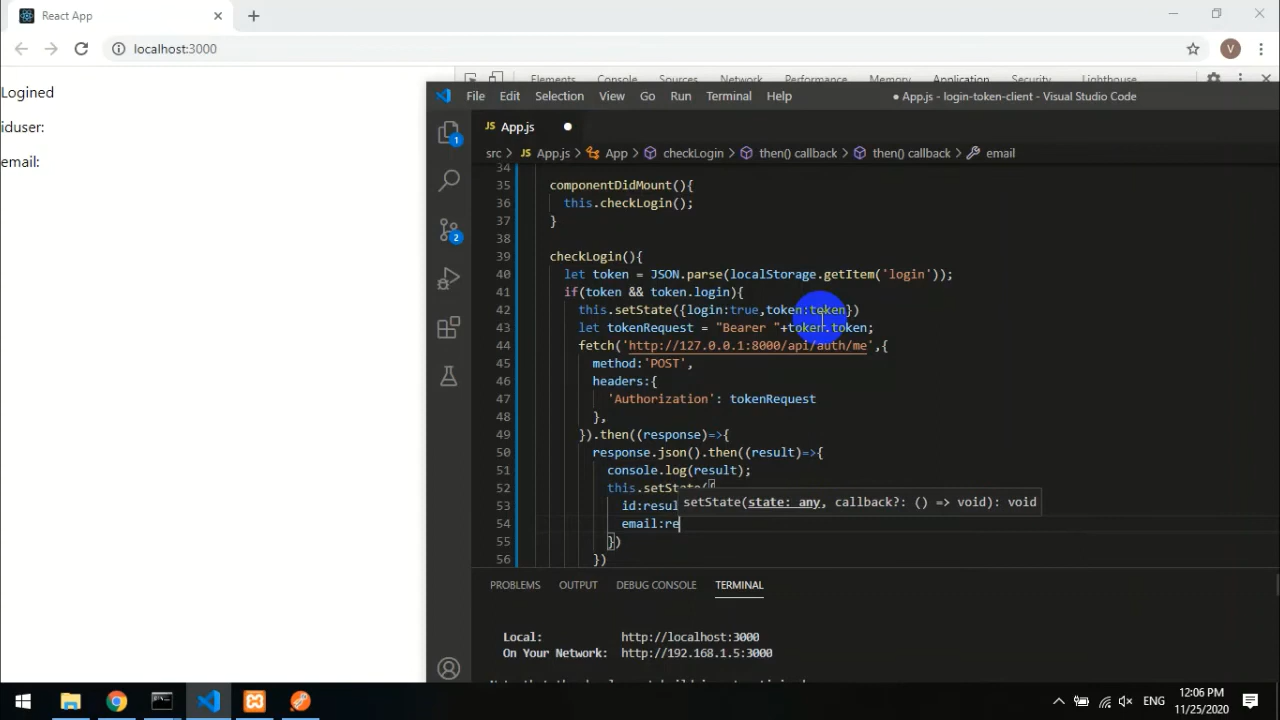 React App
localhost:3000
V
Elements Console Sources Network Performance Memory Application Security Lighthouse
Logined
iduser:
email:
File Edit Selection View Go Run Terminal Help
● App.js - login-token-client - Visual Studio Code
JS App.js
src > JS App.js > App > checkLogin > then() callback > then() callback > email
34
35 componentDidMount(){
36 this.checkLogin();
37 }
38
39 checkLogin(){
40 let token = JSON.parse(localStorage.getItem('login'));
41 if(token && token.login){
42 this.setState({login:true,token:token})
43 let tokenRequest = "Bearer "+token.token;
44 fetch('http://127.0.0.1:8000/api/auth/me',{
45 method:'POST',
46 headers:{
47 'Authorization': tokenRequest
48 },
49 }).then((response)=>{
50 response.json().then((result)=>{
51 console.log(result);
52 this.setState({
setState(state: any, callback?: () => void): void
53 id:resul
54 email:re
55 })
56 })
1
2
PROBLEMS OUTPUT DEBUG CONSOLE TERMINAL
Local: http://localhost:3000
On Your Network: http://192.168.1.5:3000
ENG
12:06 PM
11/25/2020